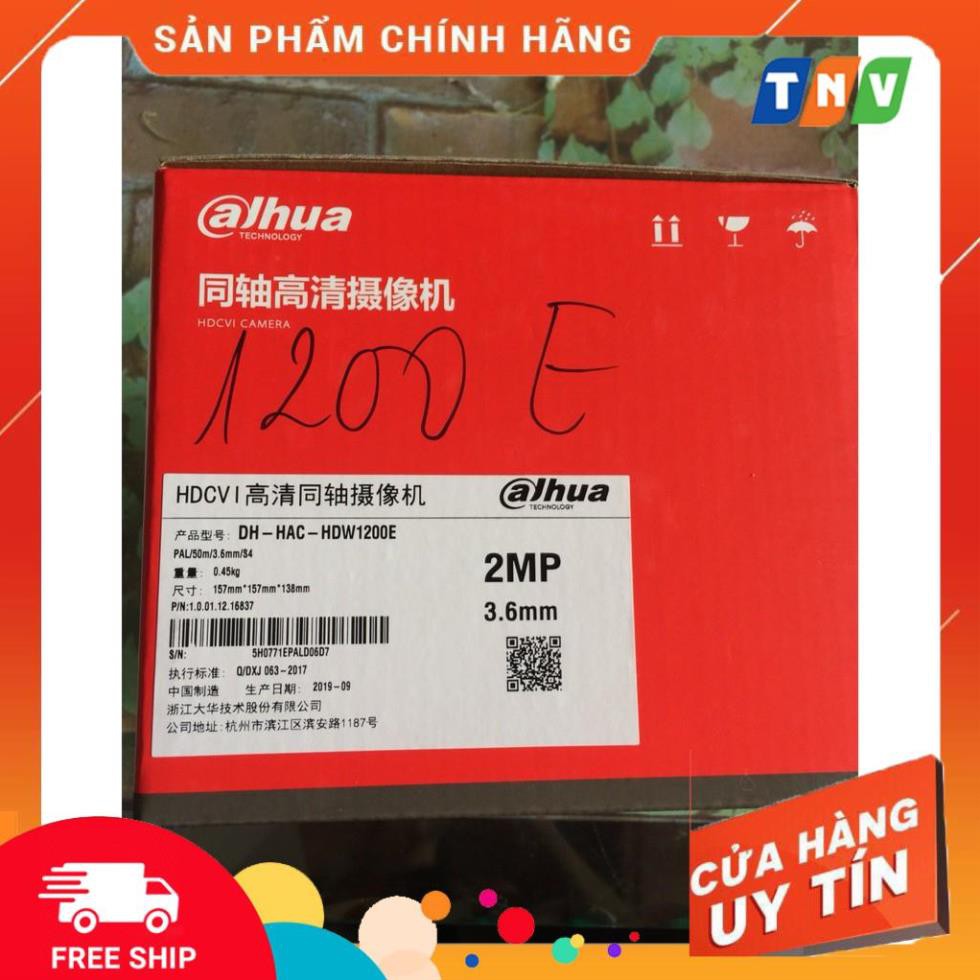 SẢN PHẨM CHÍNH HÃNG
TNV
alhua
TECHNOLOGY
同轴高清摄像机
HDCVI CAMERA
1200 E
HDCVI高清同轴摄像机
alhua
TECHNOLOGY
产品型号: DH-HAC-HDW1200E
PAL/50m/3.6mm/S4
重量: 0.45kg
尺寸: 157mm*157mm*138mm
P/N:1.0.01.12.16837
2MP
3.6mm
S/N: 5H0771EPALD06D7
执行标准: Q/DXJ 063-2017
中国制造 生产日期: 2019-09
浙江大华技术股份有限公司
公司地址:杭州市滨江区滨安路1187号
CỬA HÀNG
UY TÍN
FREE SHIP